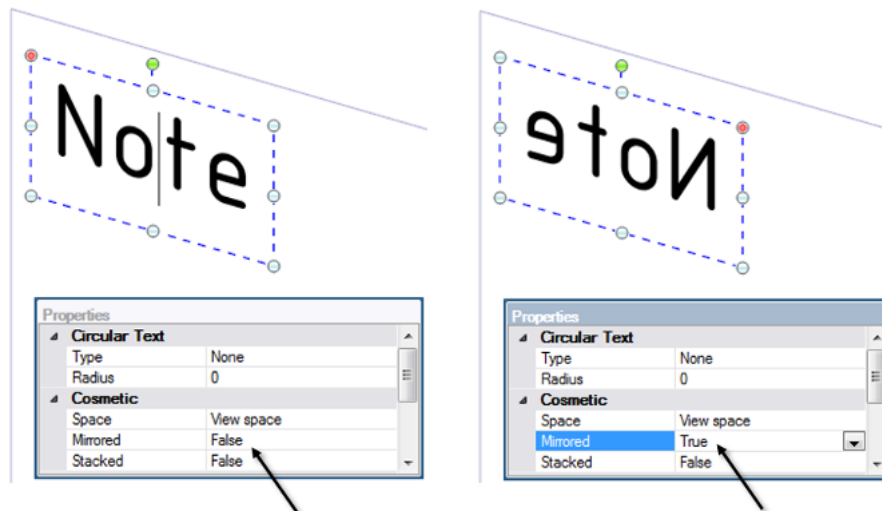 Note
Note
Properties
Circular Text
Type None
Radius 0
Cosmetic
Space View space
Mirrored False
Stacked False
Properties
Circular Text
Type None
Radius 0
Cosmetic
Space View space
Mirrored True
Stacked False